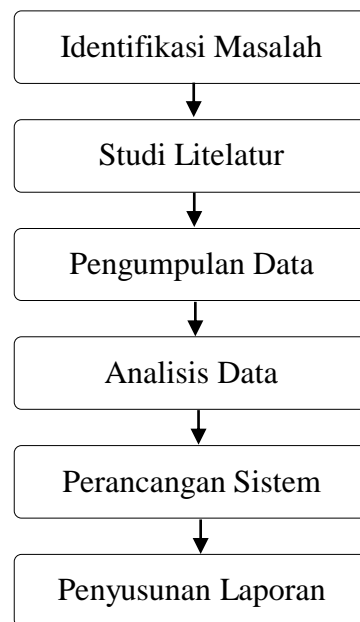 Identifikasi Masalah
Studi Litelatur
Pengumpulan Data
Analisis Data
Perancangan Sistem
Penyusunan Laporan